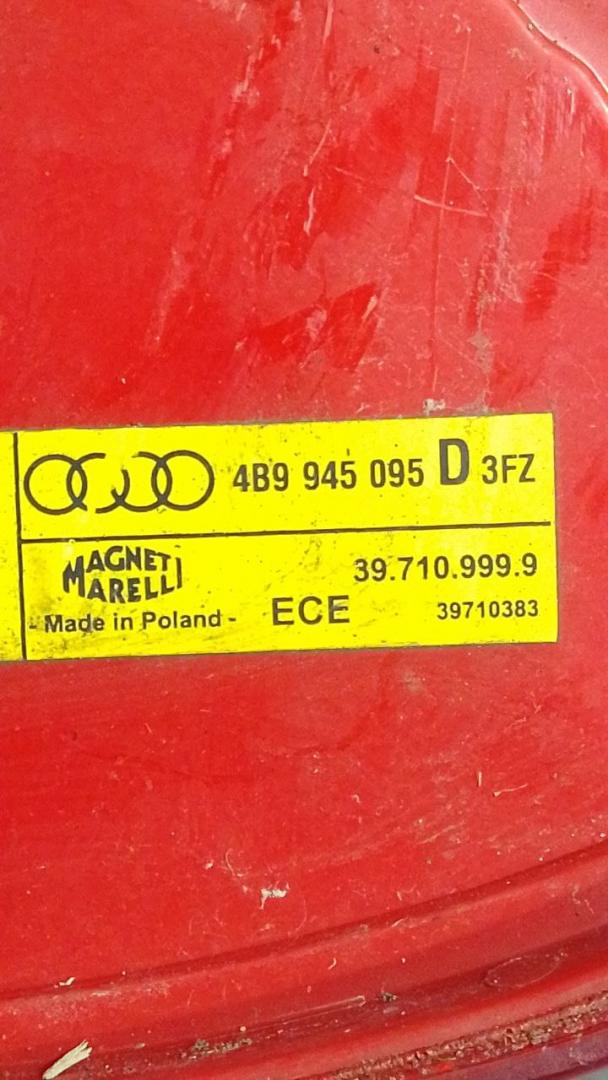 4B9 945 095 D 3FZ
MAGNETI
MARELLI
39.710.999.9
- Made in Poland - ECE 39710383